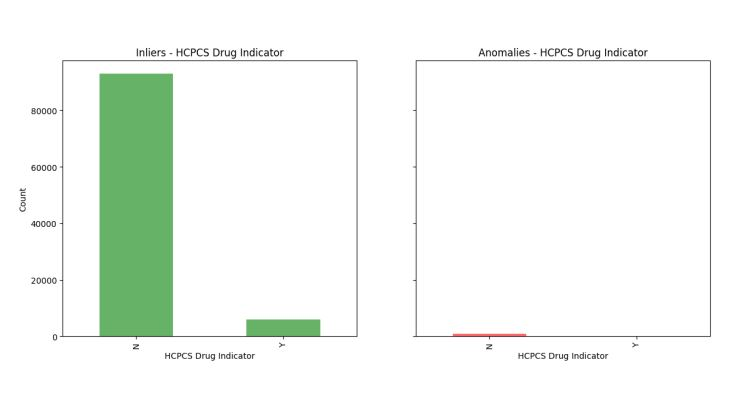 Inliers - HCPCS Drug Indicator
Anomalies - HCPCS Drug Indicator
80000
60000
40000
20000
0
Count
N
Y
HCPCS Drug Indicator
N
Y
HCPCS Drug Indicator